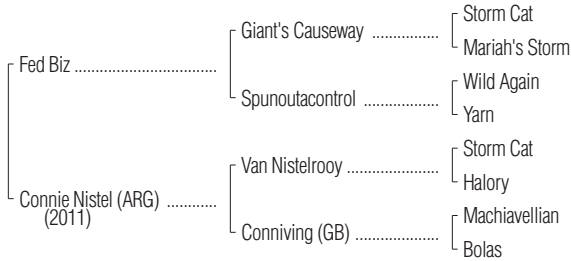 Storm Cat
Giant's Causeway ................
Mariah's Storm
Fed Biz .................................
Wild Again
Spunoutacontrol ..................
Yarn
Storm Cat
Van Nistelrooy ......................
Halory
Connie Nistel (ARG) ............
(2011)
Machiavellian
Conniving (GB) ....................
Bolas